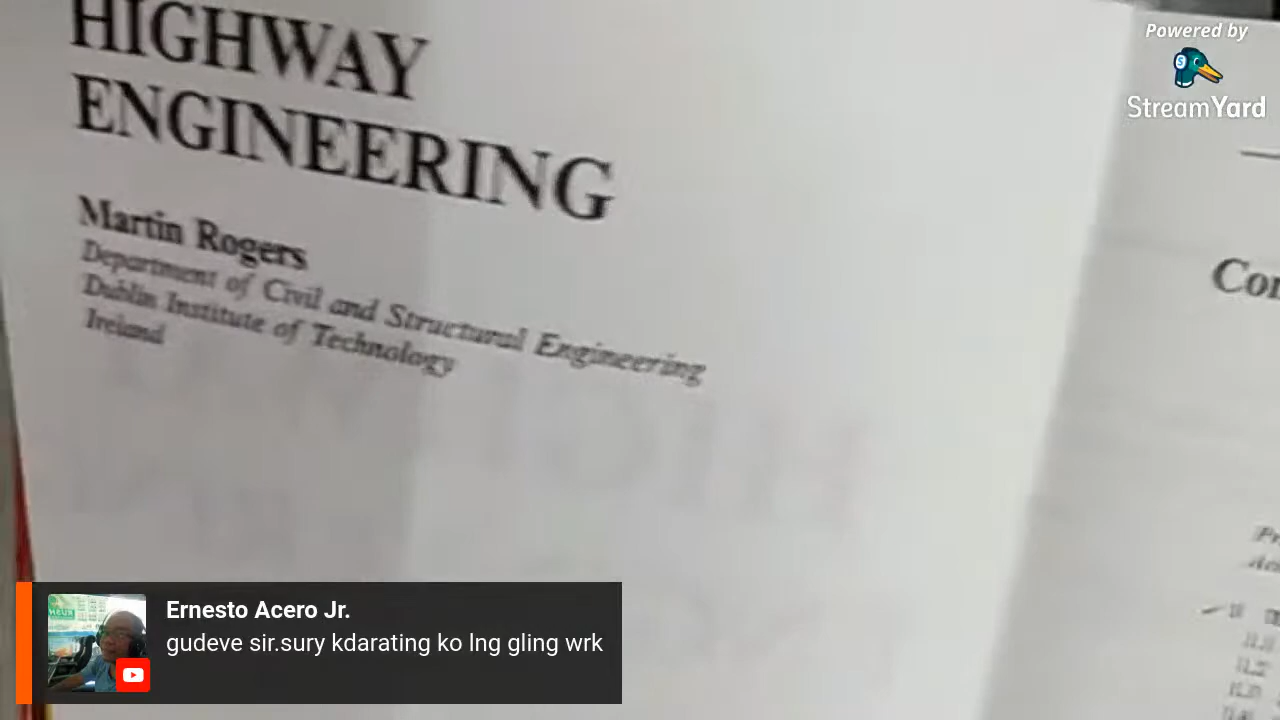 HIGHWAY
ENGINEERING
Martin Rogers
Department of Civil and Structural Engineering
Dublin Institute of Technology
Ireland
Powered by
StreamYard
Ernesto Acero Jr.
gudeve sir.sury kdarating ko lng gling wrk